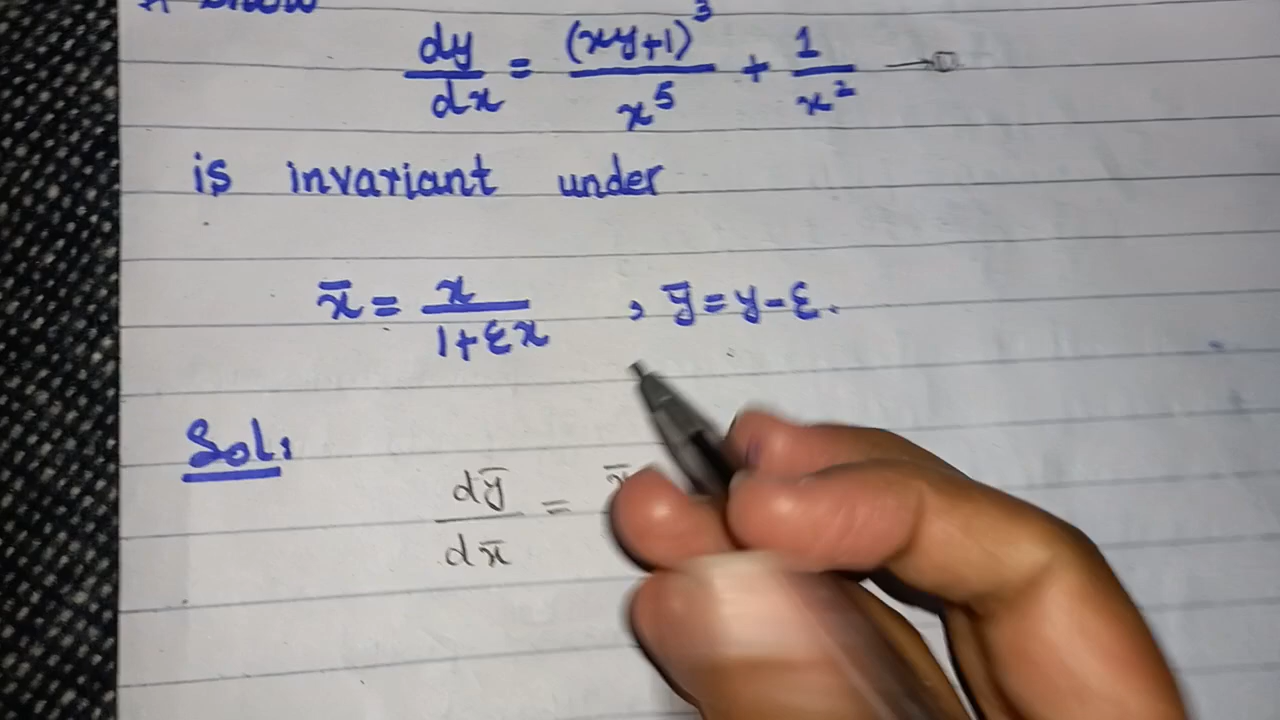 dy/dx = (xy+1)^3/x^5 + 1/x^2 →
is invariant under
x̄ = x/(1+εx) , ȳ = y-ε.
Sol:
dȳ/dx̄ =